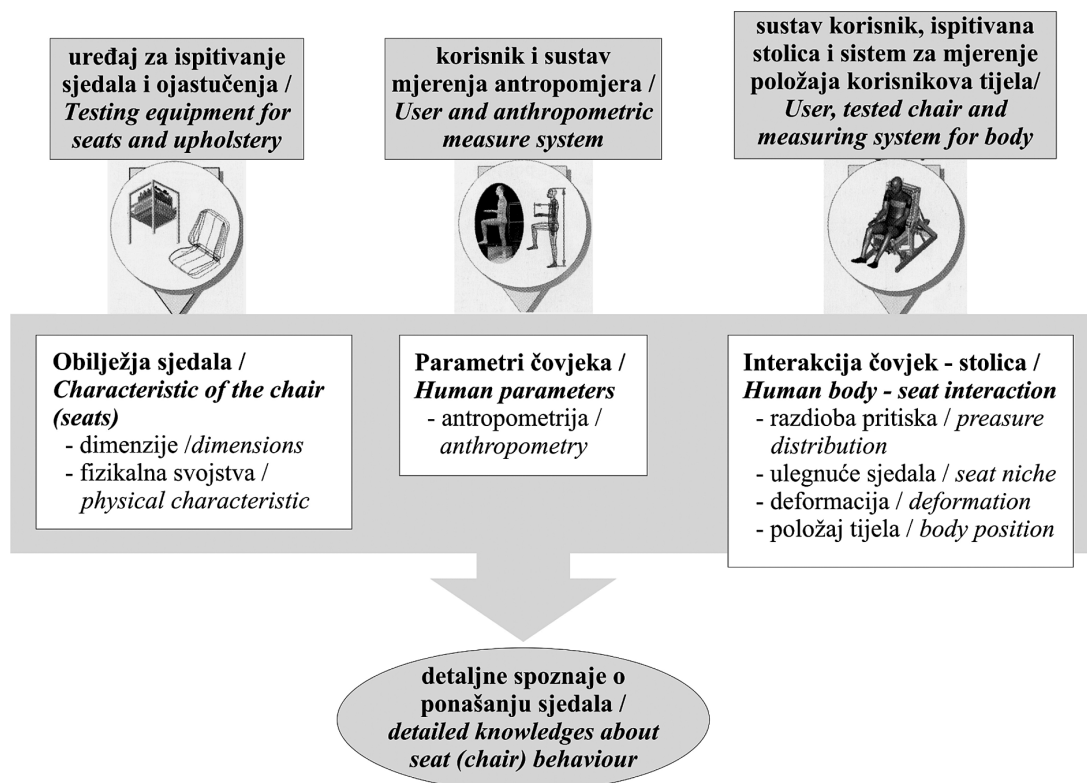 uređaj za ispitivanje
sjedala i ojastučenja /
Testing equipment for
seats and upholstery
korisnik i sustav
mjerenja antropomjera /
User and anthropometric
measure system
sustav korisnik, ispitivana
stolica i sistem za mjerenje
položaja korisnikova tijela/
User, tested chair and
measuring system for body
Obilježja sjedala /
Characteristic of the chair
(seats)
- dimenzije /dimensions
- fizikalna svojstva /
physical characteristic
Parametri čovjeka /
Human parameters
- antropometrija /
anthropometry
Interakcija čovjek - stolica /
Human body - seat interaction
- razdioba pritiska / preasure
distribution
- ulegnuće sjedala / seat niche
- deformacija / deformation
- položaj tijela / body position
detaljne spoznaje o
ponašanju sjedala /
detailed knowledges about
seat (chair) behaviour